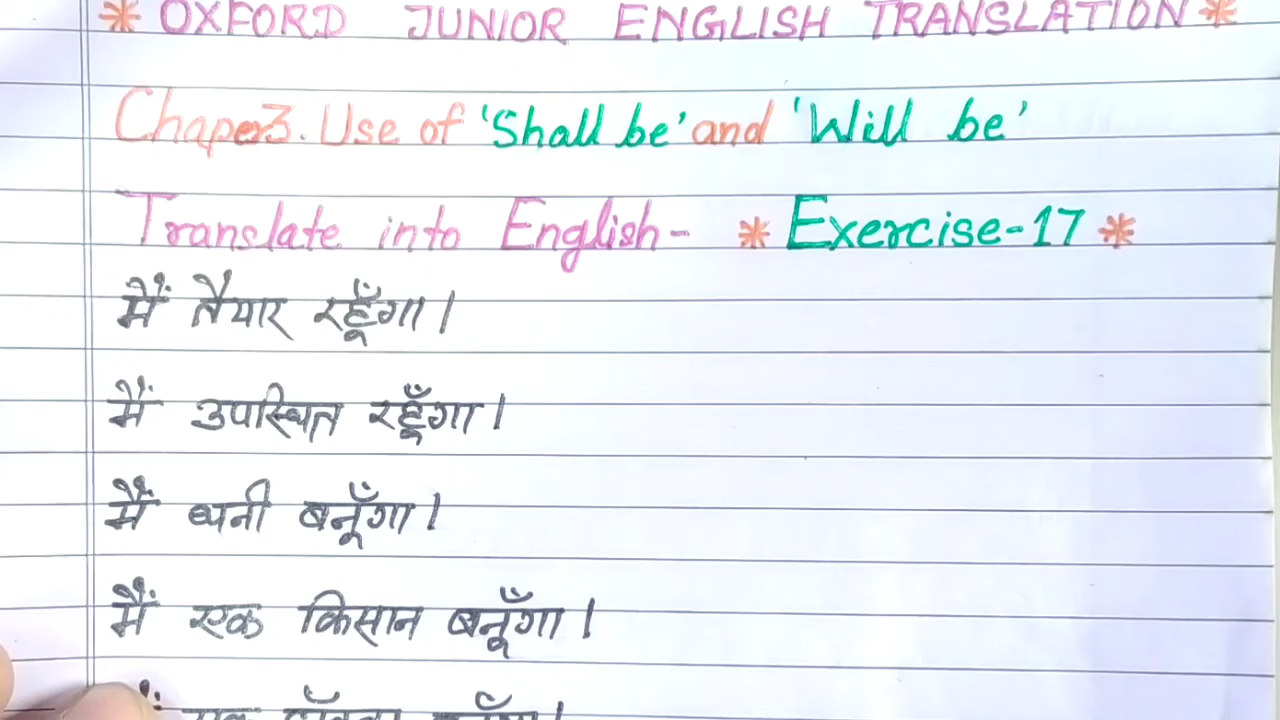 * OXFORD JUNIOR ENGLISH TRANSLATION *
Chaper3. Use of 'Shall be' and 'Will be'
Translate into English- * Exercise-17 *
मैं तैयार रहूँगा।
मैं उपस्थित रहूँगा।
मैं धनी बनूँगा।
मैं एक किसान बनूँगा।